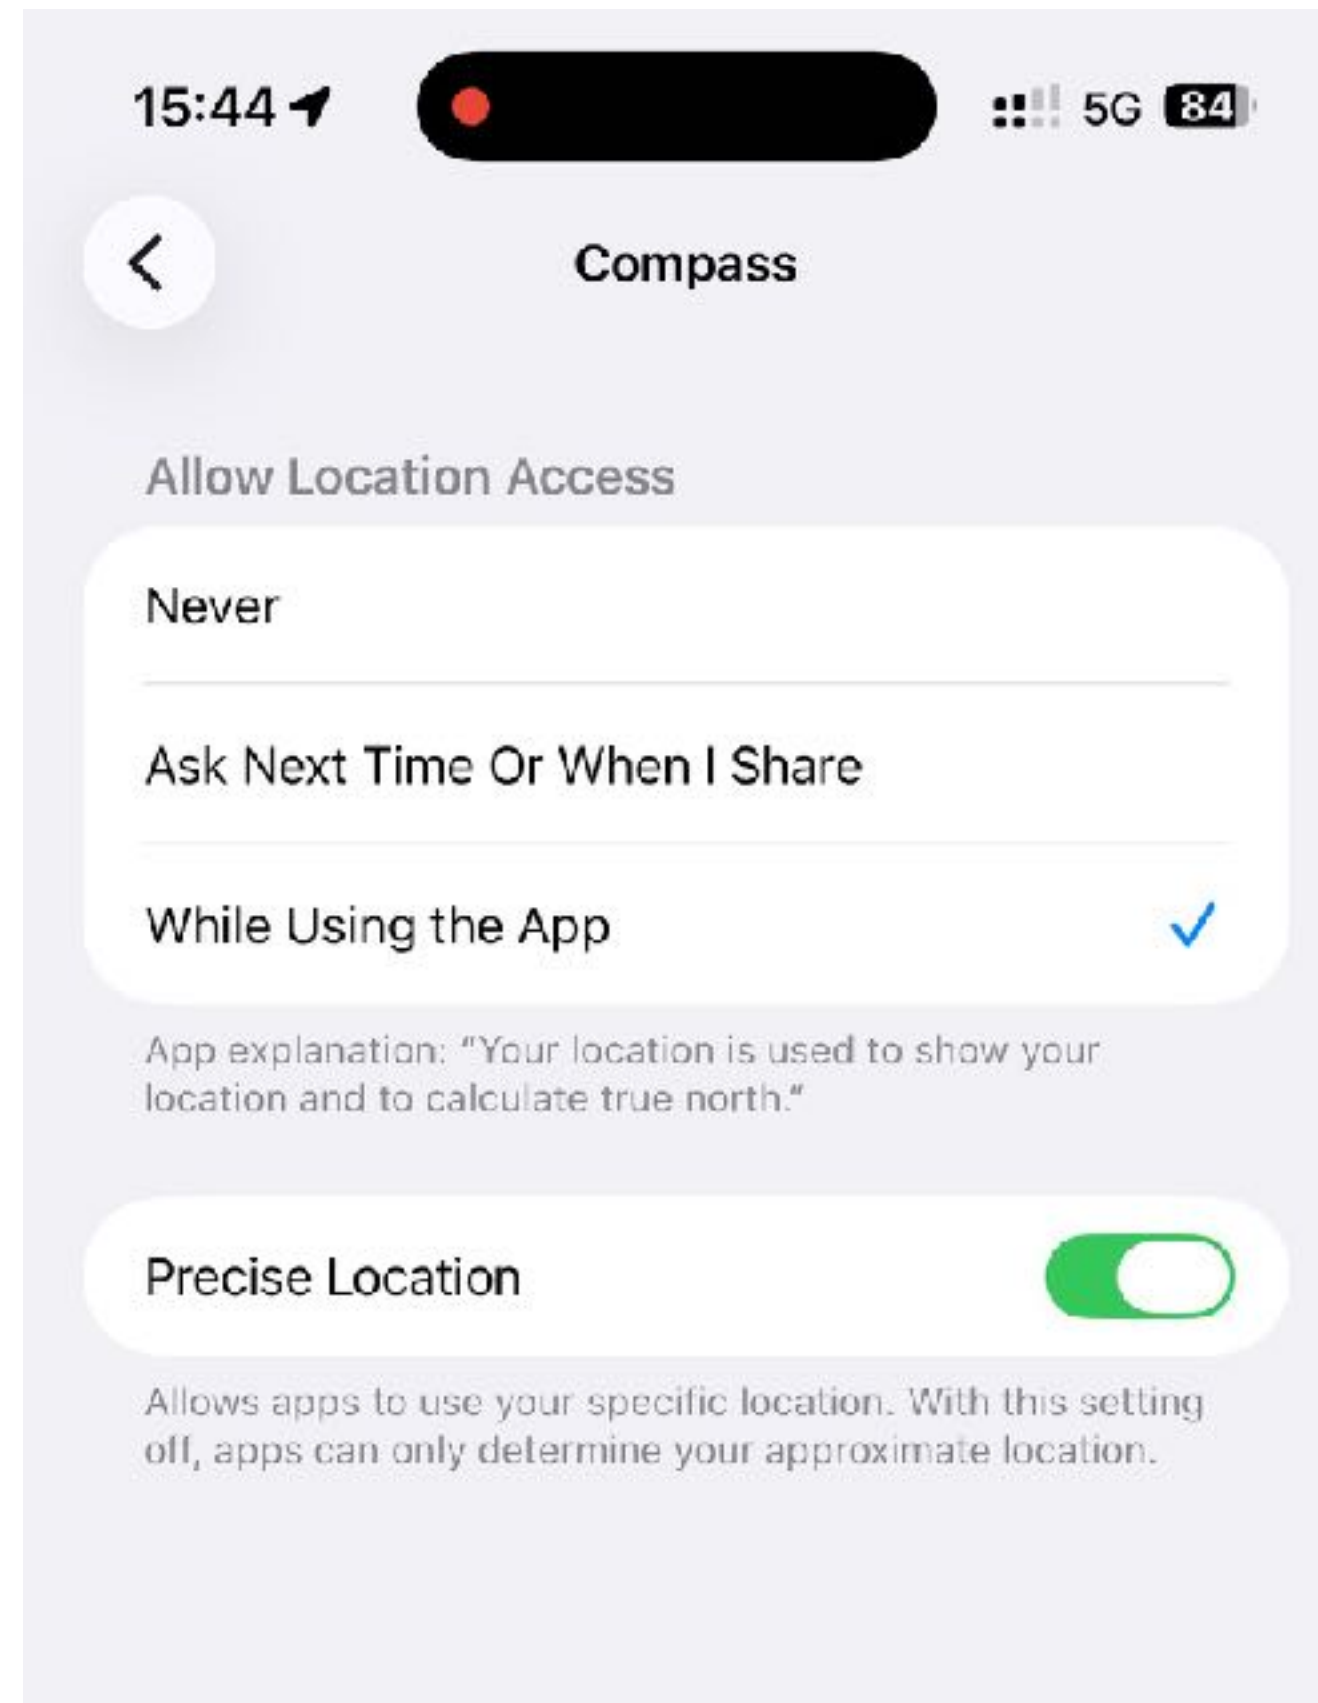 15:44
5G 84
Compass
Allow Location Access
Never
Ask Next Time Or When I Share
While Using the App
App explanation: “Your location is used to show your
location and to calculate true north.”
Precise Location
Allows apps to use your specific location. With this setting
off, apps can only determine your approximate location.